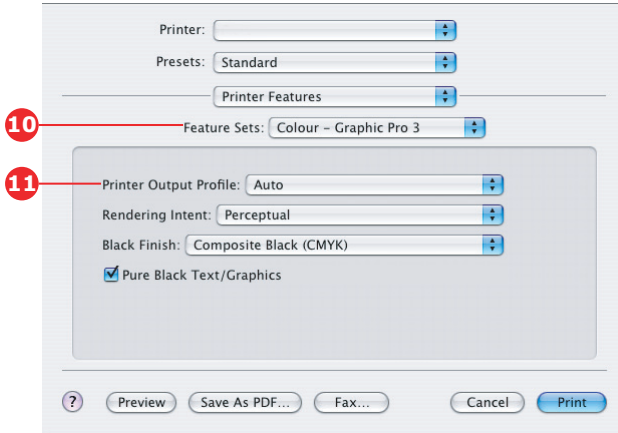 Printer:
Presets: Standard
Printer Features
10 Feature Sets: Colour – Graphic Pro 3
11 Printer Output Profile: Auto
Rendering Intent: Perceptual
Black Finish: Composite Black (CMYK)
Pure Black Text/Graphics
? Preview Save As PDF... Fax... Cancel Print